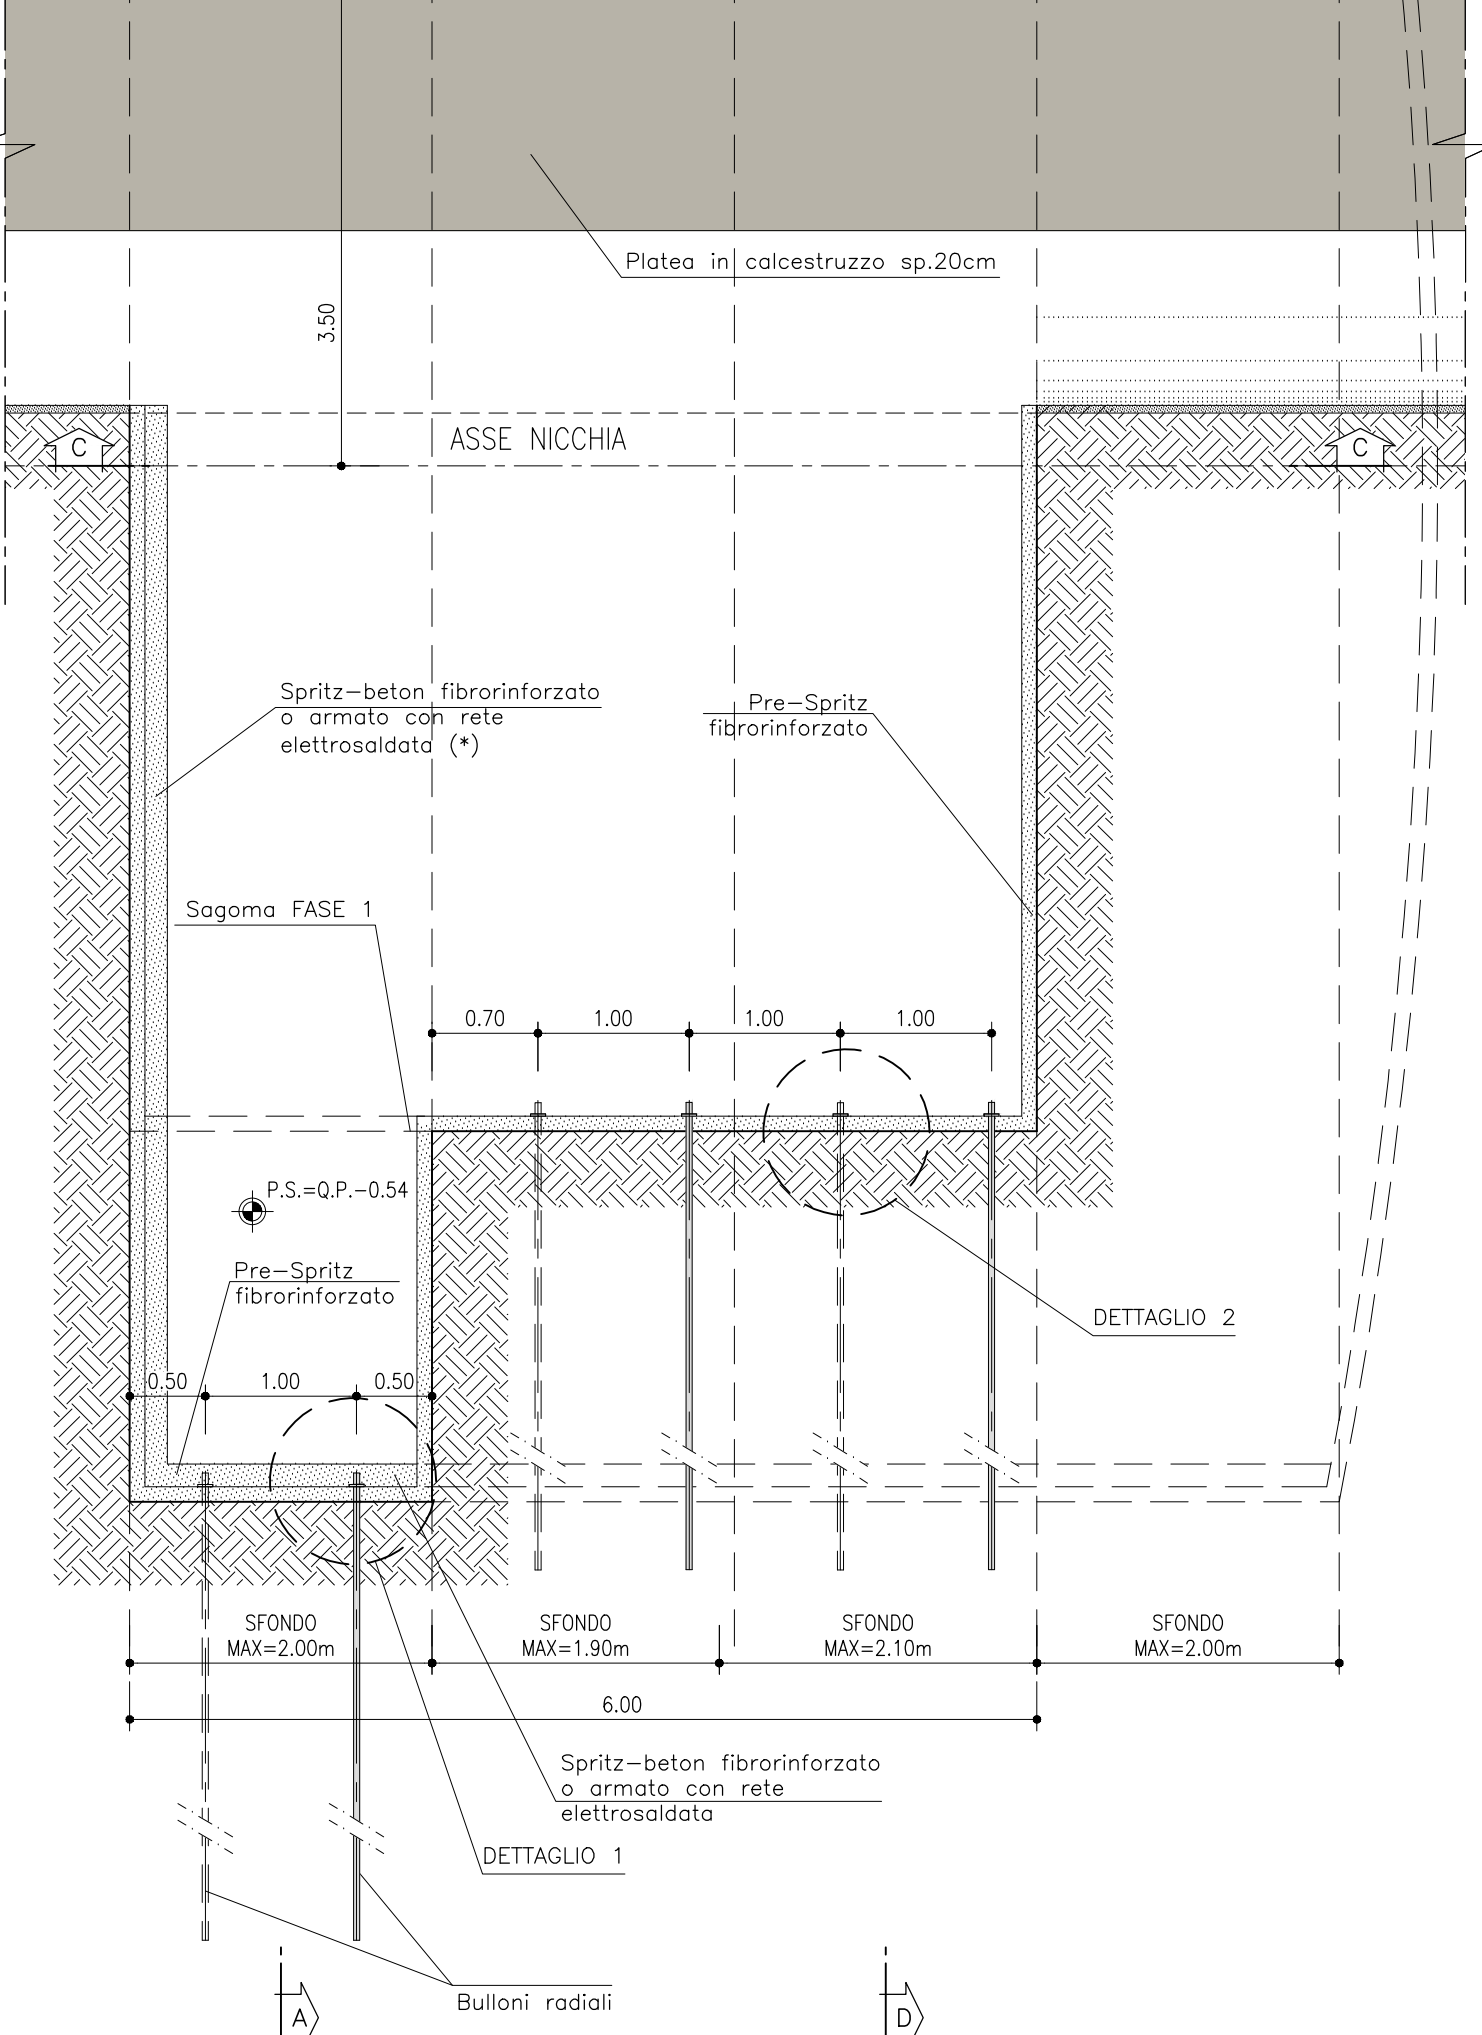 Platea in calcestruzzo sp.20cm
3.50
ASSE NICCHIA
C
C
Spritz-beton fibrorinforzato
o armato con rete
elettrosaldata (*)
Pre-Spritz
fibrorinforzato
Sagoma FASE 1
0.70
1.00
1.00
1.00
P.S.=Q.P.-0.54
Pre-Spritz
fibrorinforzato
DETTAGLIO 2
0.50
1.00
0.50
SFONDO
MAX=2.00m
SFONDO
MAX=1.90m
SFONDO
MAX=2.10m
SFONDO
MAX=2.00m
6.00
Spritz-beton fibrorinforzato
o armato con rete
elettrosaldata
DETTAGLIO 1
Bulloni radiali
A
D